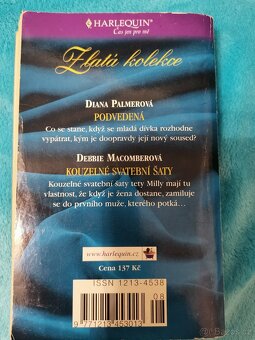 HARLEQUIN®
Čas jen pro mě
Zlatá kolekce
DIANA PALMEROVÁ
PODVEDENÁ
Co se stane, když se mladá dívka rozhodne
vypátrat, kým je doopravdy její nový soused?
DEBBIE MACOMBEROVÁ
KOUZELNÉ SVATEBNÍ ŠATY
Kouzelné svatební šaty tety Milly mají tu
vlastnost, že když je žena dostane, zamiluje
se do prvního muže, kterého potká...
www.harlequin.cz
Cena 137 Kč
ISSN 1213-4538
08
9 771213 453013